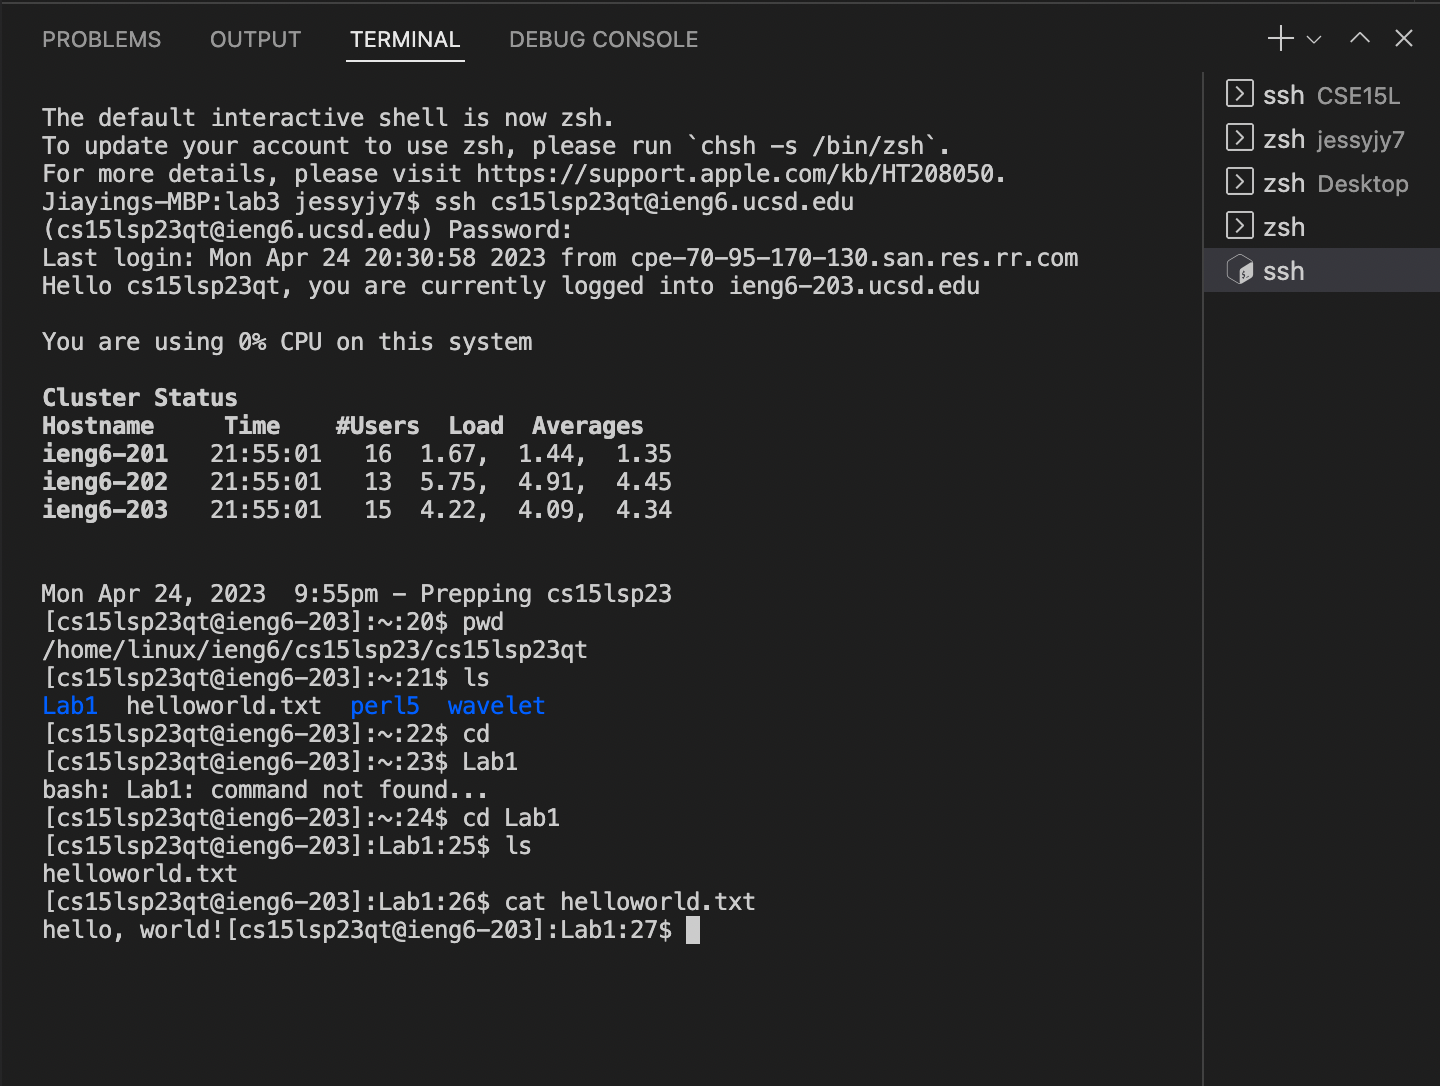 PROBLEMS OUTPUT TERMINAL DEBUG CONSOLE
The default interactive shell is now zsh.
To update your account to use zsh, please run `chsh -s /bin/zsh`.
For more details, please visit https://support.apple.com/kb/HT208050.
Jiayings-MBP:lab3 jessyjy7$ ssh cs15lsp23qt@ieng6.ucsd.edu
(cs15lsp23qt@ieng6.ucsd.edu) Password:
Last login: Mon Apr 24 20:30:58 2023 from cpe-70-95-170-130.san.res.rr.com
Hello cs15lsp23qt, you are currently logged into ieng6-203.ucsd.edu
You are using 0% CPU on this system
Cluster Status
Hostname Time #Users Load Averages
ieng6-201 21:55:01 16 1.67, 1.44, 1.35
ieng6-202 21:55:01 13 5.75, 4.91, 4.45
ieng6-203 21:55:01 15 4.22, 4.09, 4.34
Mon Apr 24, 2023 9:55pm - Prepping cs15lsp23
[cs15lsp23qt@ieng6-203]:~:20$ pwd
/home/linux/ieng6/cs15lsp23/cs15lsp23qt
[cs15lsp23qt@ieng6-203]:~:21$ ls
Lab1 helloworld.txt perl5 wavelet
[cs15lsp23qt@ieng6-203]:~:22$ cd
[cs15lsp23qt@ieng6-203]:~:23$ Lab1
bash: Lab1: command not found...
[cs15lsp23qt@ieng6-203]:~:24$ cd Lab1
[cs15lsp23qt@ieng6-203]:Lab1:25$ ls
helloworld.txt
[cs15lsp23qt@ieng6-203]:Lab1:26$ cat helloworld.txt
hello, world![cs15lsp23qt@ieng6-203]:Lab1:27$
ssh CSE15L
zsh jessyjy7
zsh Desktop
zsh
ssh